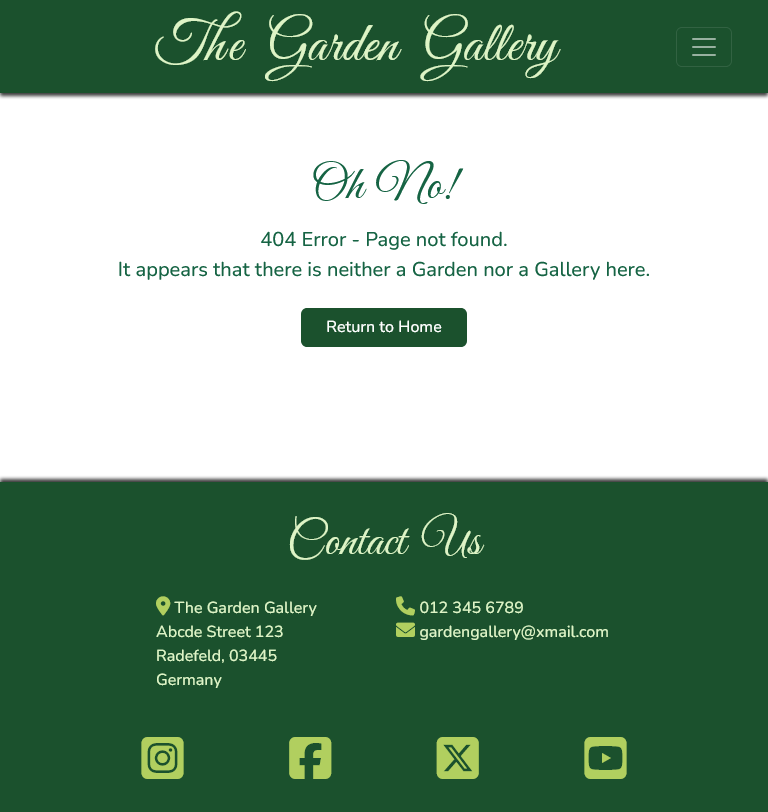 The Garden Gallery
Oh No!
404 Error - Page not found.
It appears that there is neither a Garden nor a Gallery here.
Return to Home
Contact Us
The Garden Gallery
Abcde Street 123
Radefeld, 03445
Germany
012 345 6789
gardengallery@xmail.com